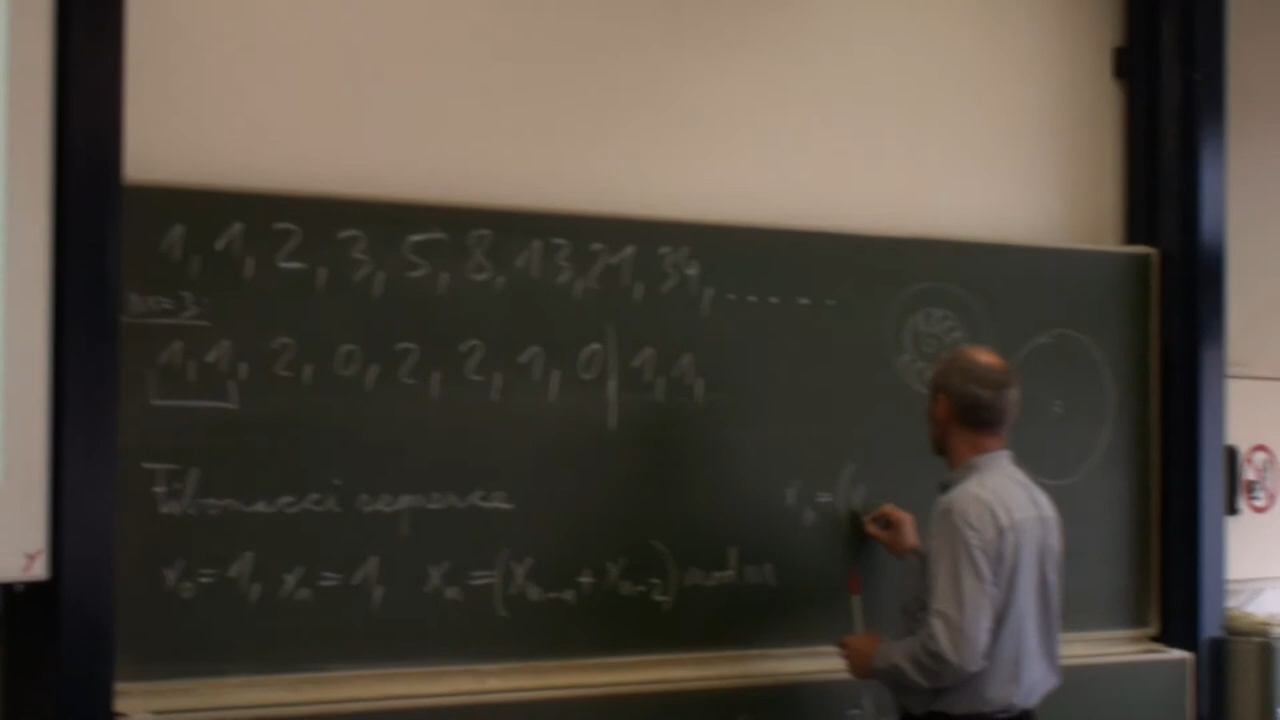 1, 1, 2, 3, 5, 8, 13, 21, 34, ......
m=3:
1, 1, 2, 0, 2, 2, 1, 0 | 1, 1,
Fibonacci sequence
x₀=1, x₁=1, xₙ=(xₙ₋₁+xₙ₋₂) mod m
xₙ=(